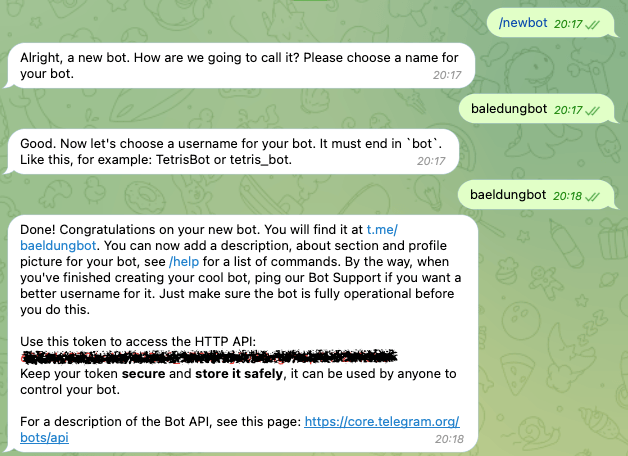 /newbot 20:17
Alright, a new bot. How are we going to call it? Please choose a name for
your bot. 20:17
baledungbot 20:17
Good. Now let's choose a username for your bot. It must end in `bot`.
Like this, for example: TetrisBot or tetris_bot. 20:17
baeldungbot 20:18
Done! Congratulations on your new bot. You will find it at t.me/
baeldungbot. You can now add a description, about section and profile
picture for your bot, see /help for a list of commands. By the way, when
you've finished creating your cool bot, ping our Bot Support if you want a
better username for it. Just make sure the bot is fully operational before
you do this.
Use this token to access the HTTP API:
Keep your token secure and store it safely, it can be used by anyone to
control your bot.
For a description of the Bot API, see this page: https://core.telegram.org/
bots/api 20:18